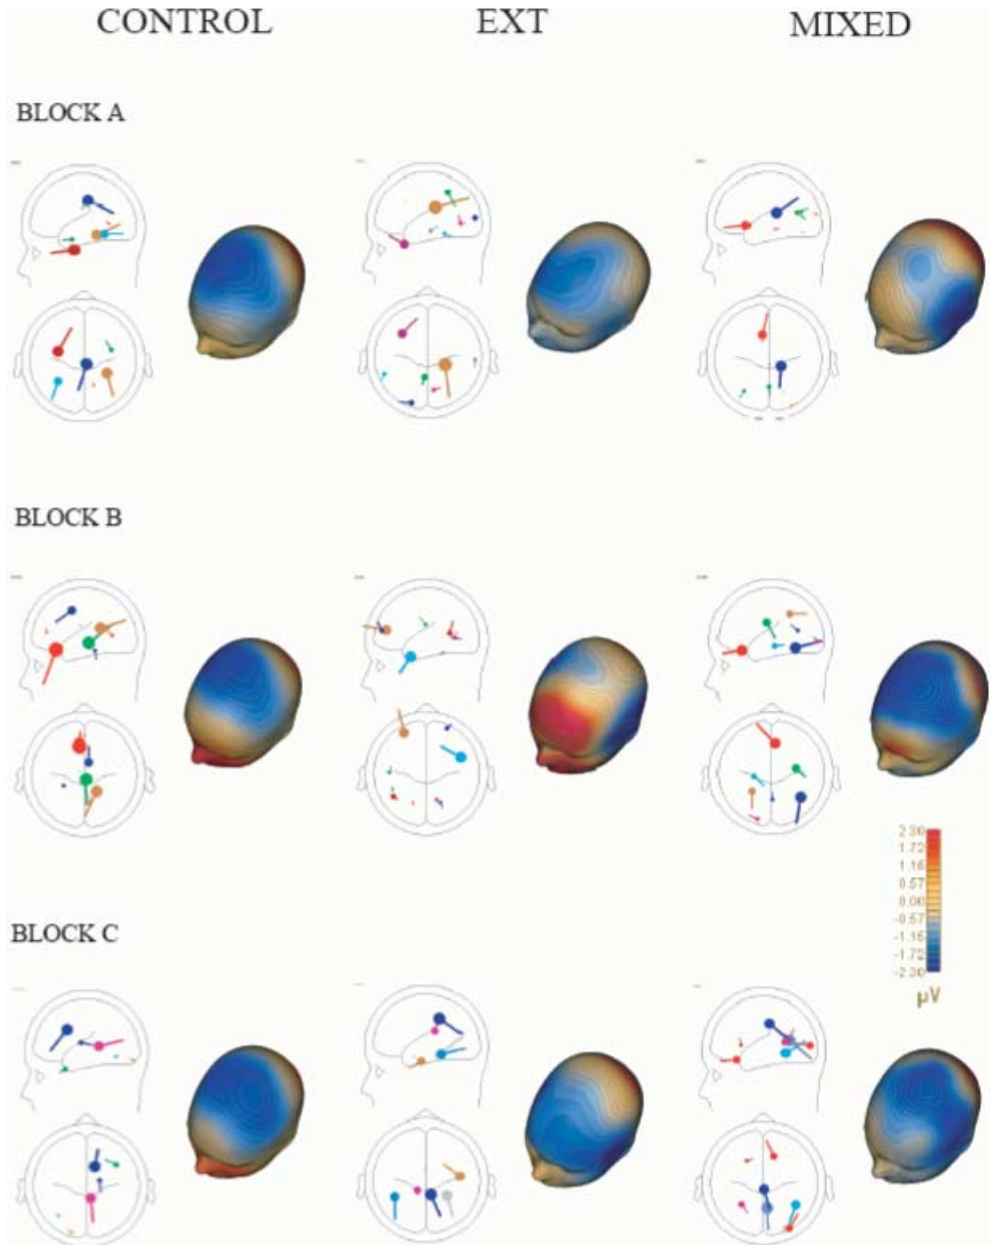 CONTROL EXT MIXED
BLOCK A
BLOCK B
2.30
1.72
1.15
0.57
0.00
-0.57
-1.15
-1.72
-2.30
µV
BLOCK C